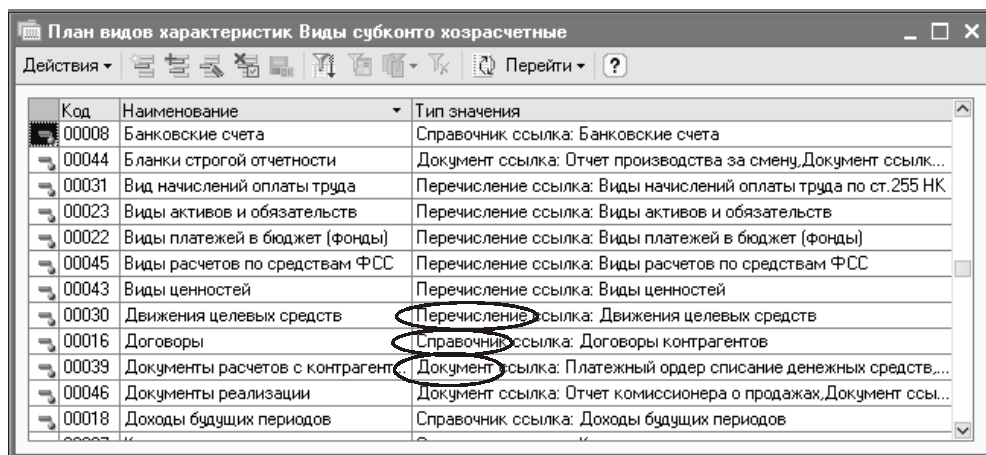 План видов характеристик Виды субконто хозрасчетные
Действия Перейти ?
Код Наименование Тип значения
00008 Банковские счета Справочник ссылка: Банковские счета
00044 Бланки строгой отчетности Документ ссылка: Отчет производства за смену,Документ ссылк...
00031 Вид начислений оплаты труда Перечисление ссылка: Виды начислений оплаты труда по ст.255 НК
00023 Виды активов и обязательств Перечисление ссылка: Виды активов и обязательств
00022 Виды платежей в бюджет (фонды) Перечисление ссылка: Виды платежей в бюджет (фонды)
00045 Виды расчетов по средствам ФСС Перечисление ссылка: Виды расчетов по средствам ФСС
00043 Виды ценностей Перечисление ссылка: Виды ценностей
00030 Движения целевых средств Перечисление ссылка: Движения целевых средств
00016 Договоры Справочник ссылка: Договоры контрагентов
00039 Документы расчетов с контрагент... Документ ссылка: Платежный ордер списание денежных средств,...
00046 Документы реализации Документ ссылка: Отчет комиссионера о продажах,Документ ссы...
00018 Доходы будущих периодов Справочник ссылка: Доходы будущих периодов